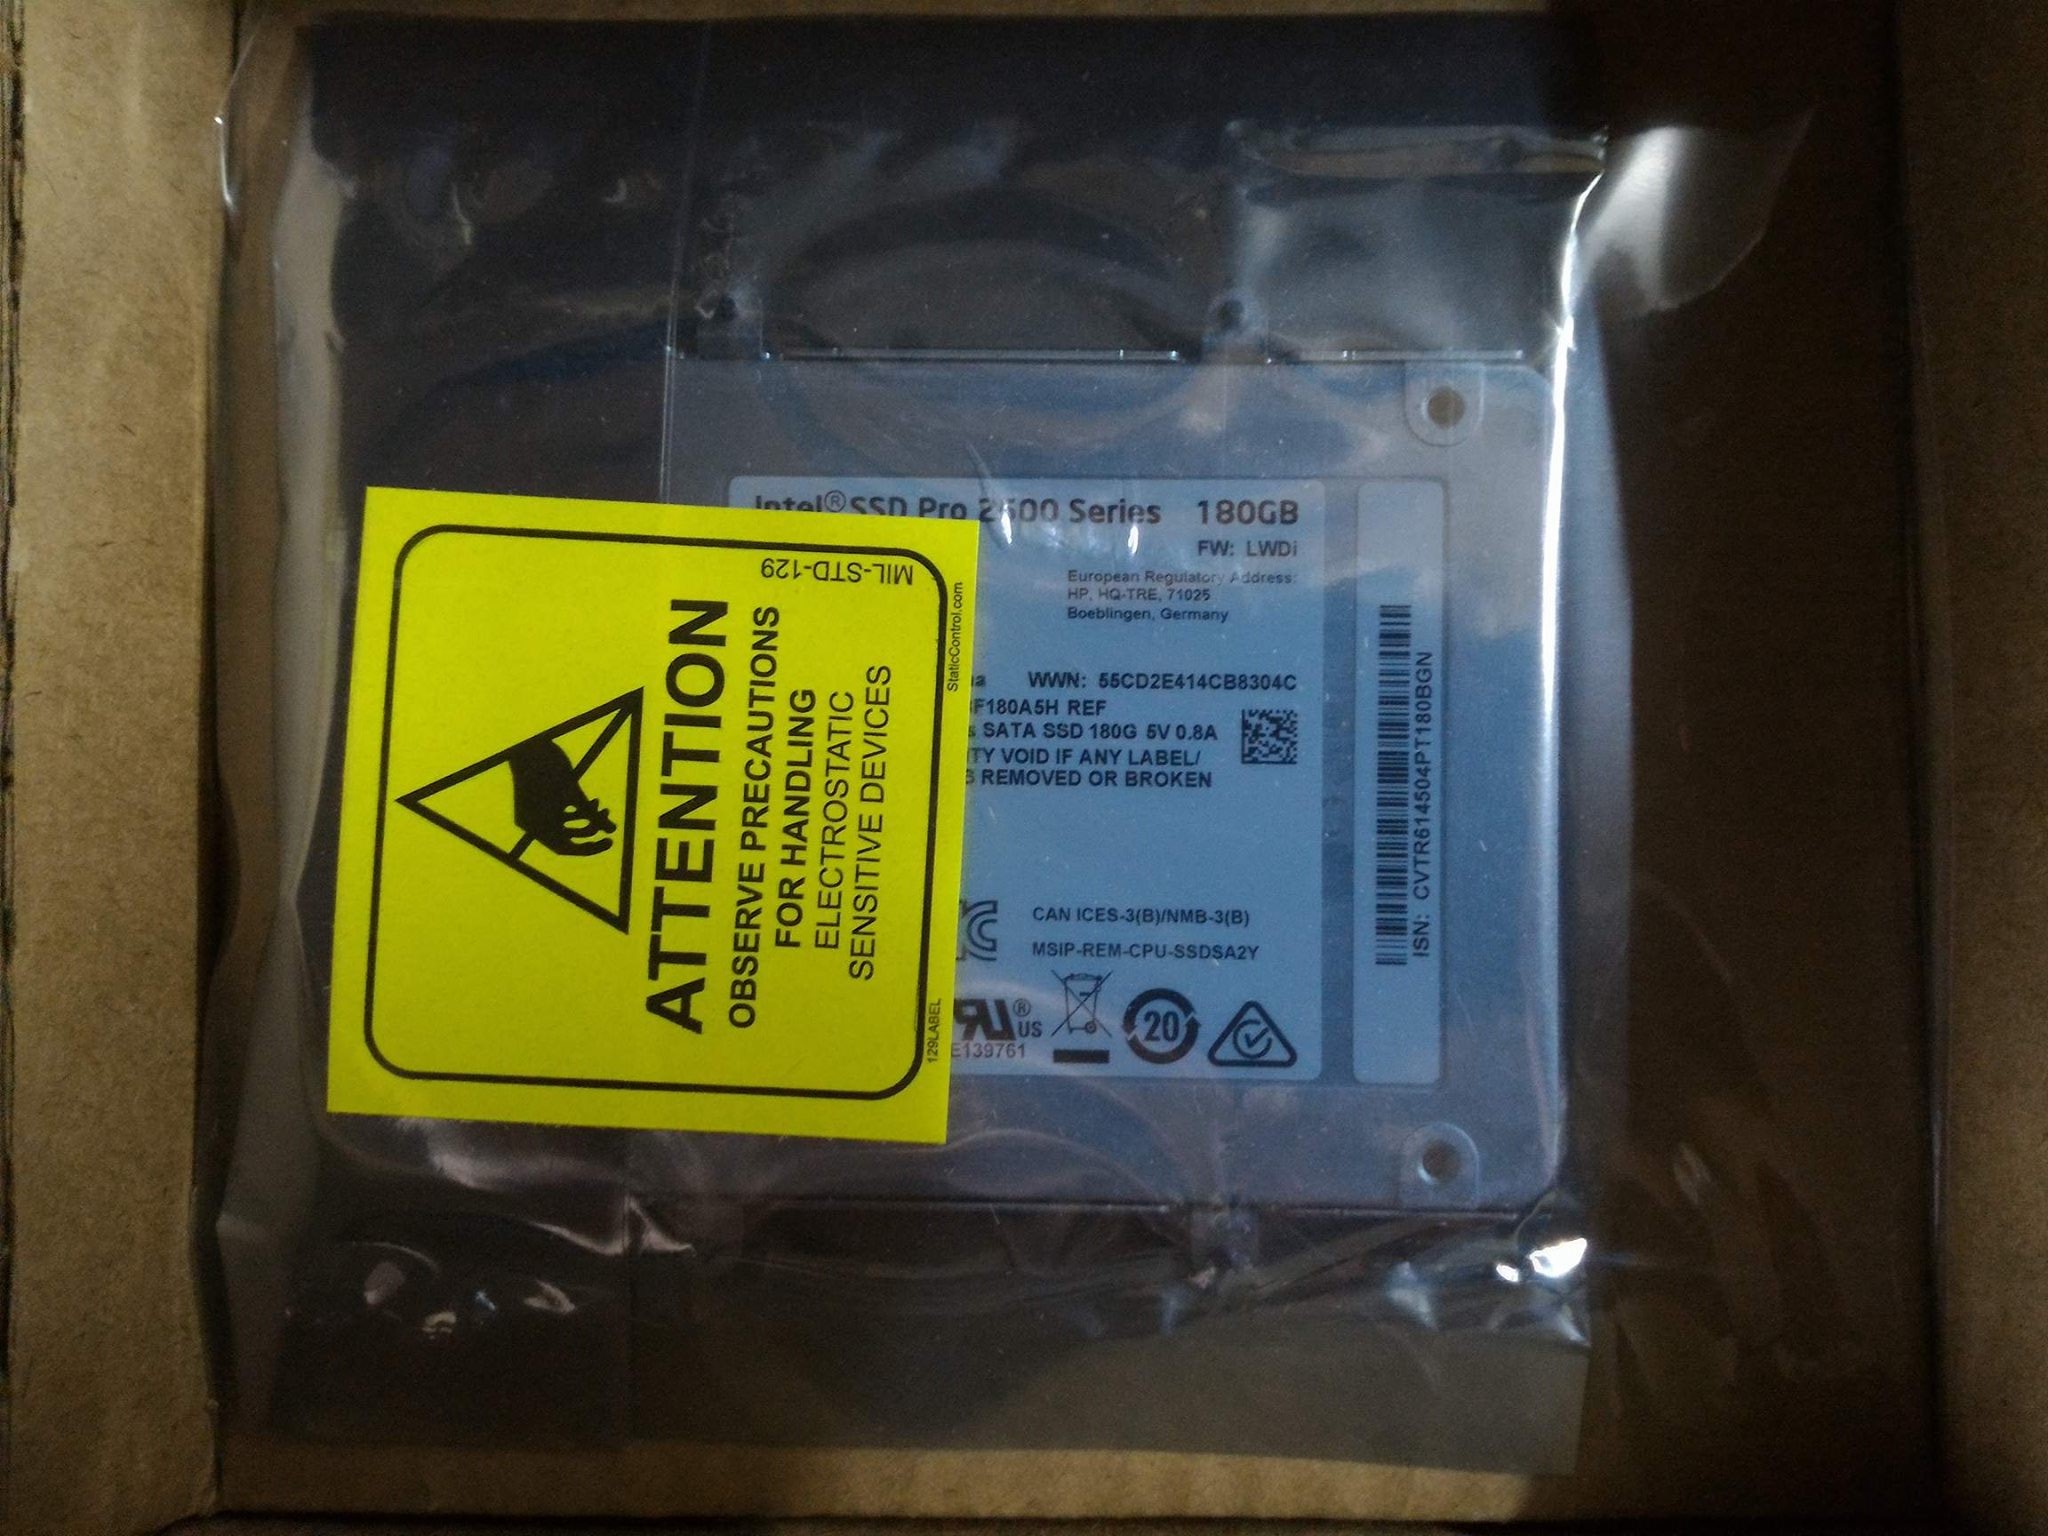 Intel® SSD Pro 2500 Series 180GB
FW: LWDi
European Regulatory Address:
HP, HQ-TRE, 71025
Boeblingen, Germany
WWN: 55CD2E414CB8304C
F180A5H REF
SATA SSD 180G 5V 0.8A
TY VOID IF ANY LABEL/
S REMOVED OR BROKEN
CAN ICES-3(B)/NMB-3(B)
MSIP-REM-CPU-SSDSA2Y
® US
E139761
20
ISN: CVTR614504PT180BGN
MIL-STD-129
ATTENTION
OBSERVE PRECAUTIONS
FOR HANDLING
ELECTROSTATIC
SENSITIVE DEVICES
StaticControl.com
129LABEL